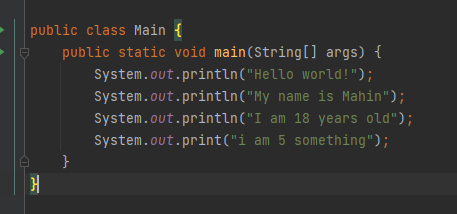 public class Main {
    public static void main(String[] args) {
        System.out.println("Hello world!");
        System.out.println("My name is Mahin");
        System.out.println("I am 18 years old");
        System.out.print("i am 5 something");
    }
}